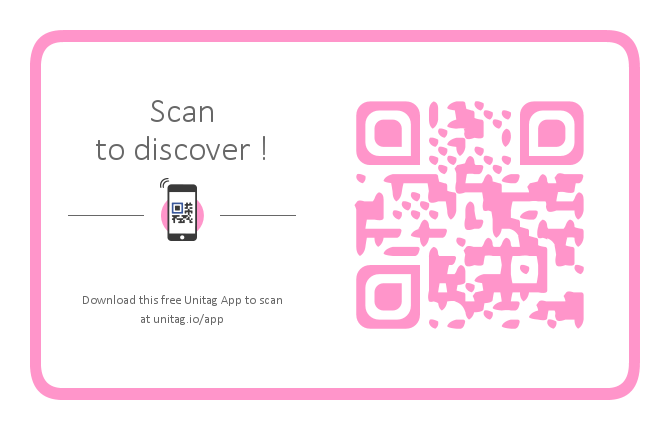 Scan
to discover !
Download this free Unitag App to scan
at unitag.io/app